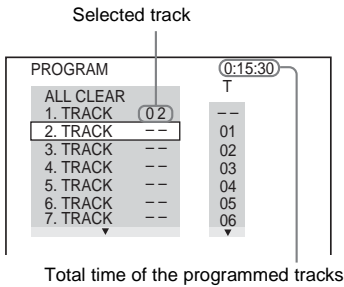 Selected track
PROGRAM 0:15:30
T
ALL CLEAR
1. TRACK 02 – –
2. TRACK – – 01
3. TRACK – – 02
4. TRACK – – 03
5. TRACK – – 04
6. TRACK – – 05
7. TRACK – – 06
Total time of the programmed tracks